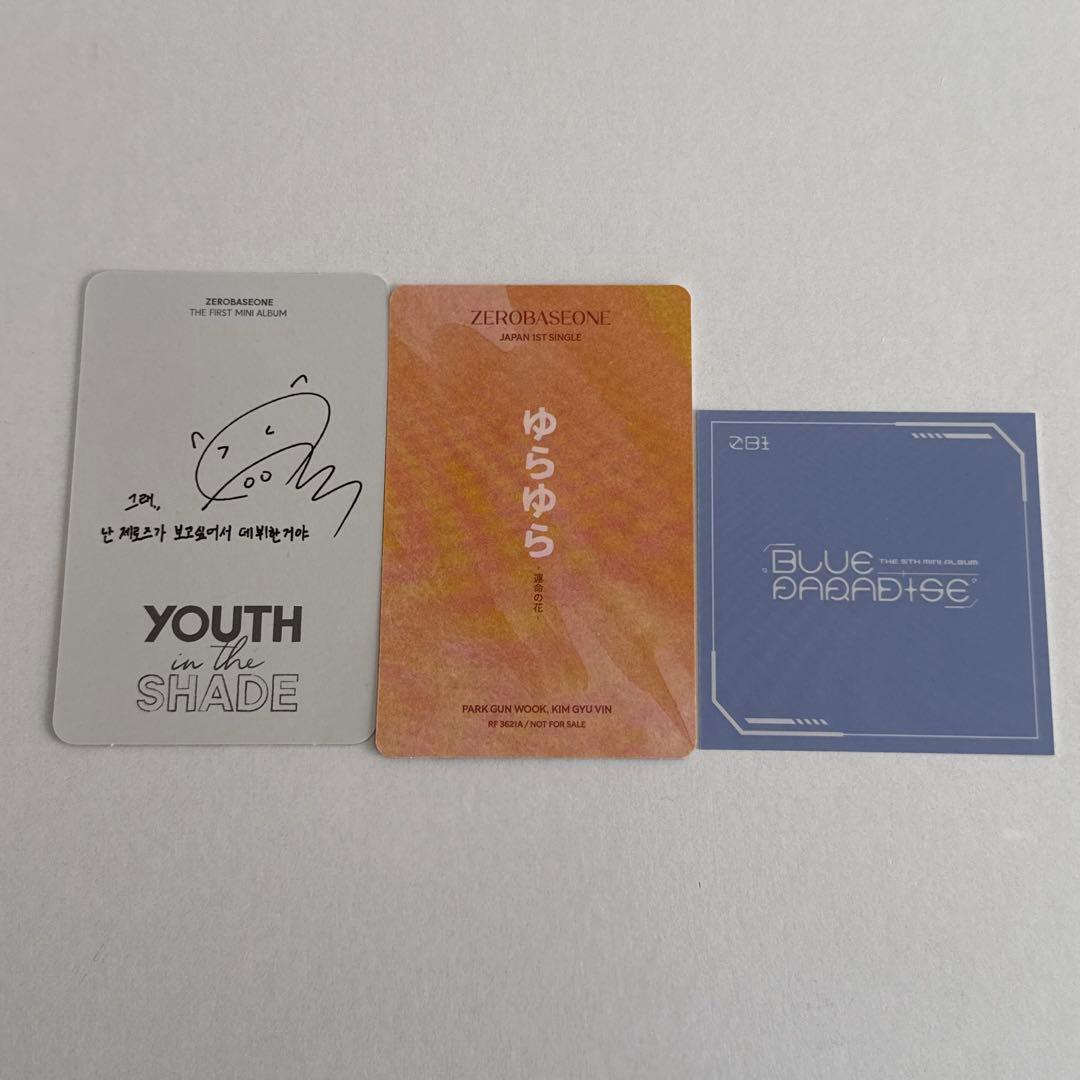 ZEROBASEONE
THE FIRST MINI ALBUM
그래..
난 제로즈가 보고싶어서 데뷔한거야
YOUTH
in the
SHADE
ZEROBASEONE
JAPAN 1ST SINGLE
ゆらゆら
-運命の花-
PARK GUN WOOK, KIM GYU VIN
RF 3621A / NOT FOR SALE
ZB1
BLUE THE 5TH MINI ALBUM
PARADISE